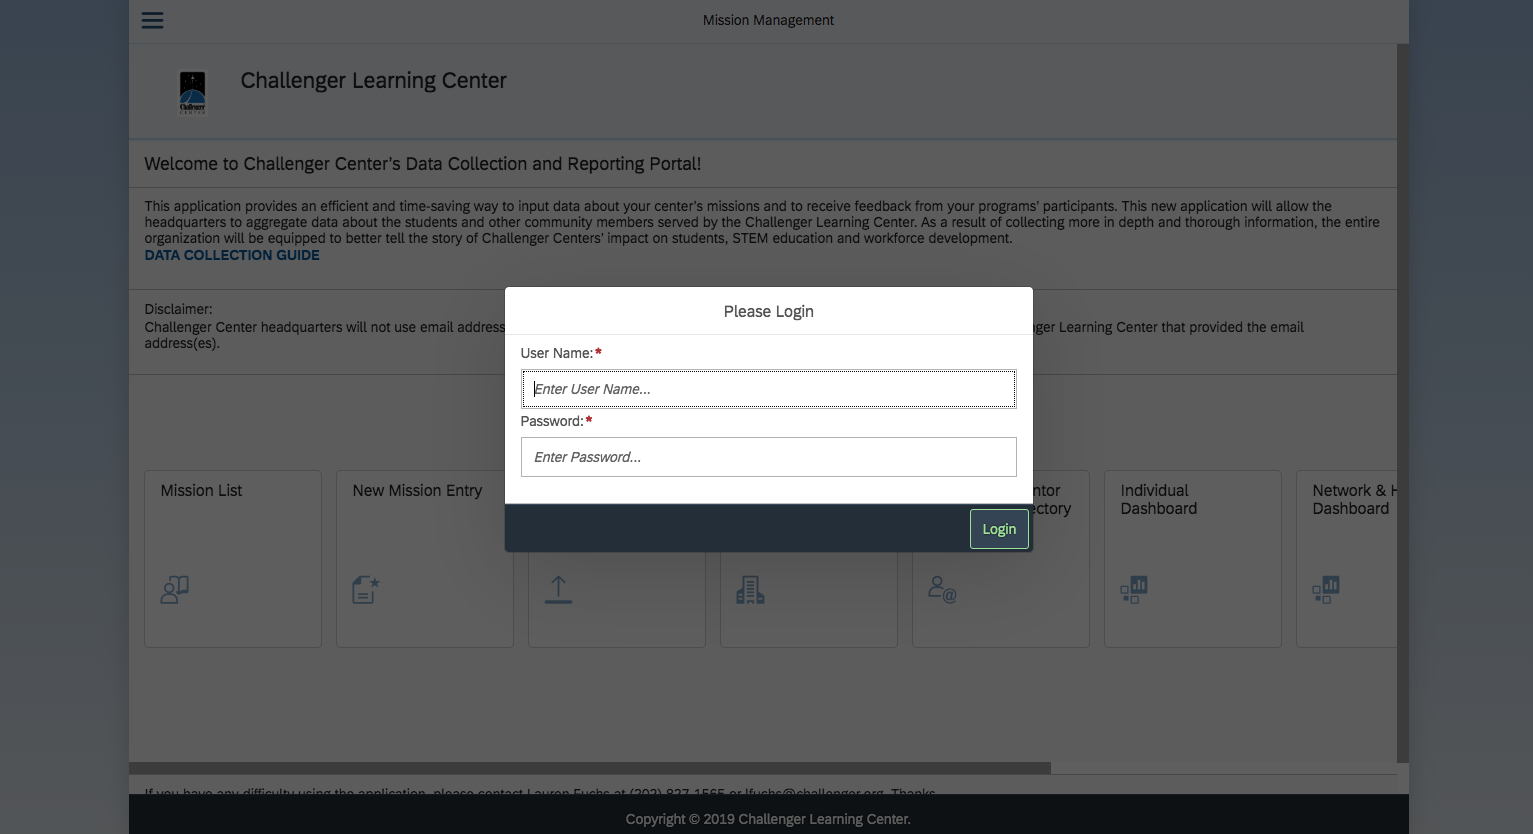 Mission Management
Challenger
CENTER
Challenger Learning Center
Welcome to Challenger Center's Data Collection and Reporting Portal!
This application provides an efficient and time-saving way to input data about your center's missions and to receive feedback from your programs' participants. This new application will allow the
headquarters to aggregate data about the students and other community members served by the Challenger Learning Center. As a result of collecting more in depth and thorough information, the entire
organization will be equipped to better tell the story of Challenger Centers' impact on students, STEM education and workforce development.
DATA COLLECTION GUIDE
Disclaimer:
Challenger Center headquarters will not use email address
ger Learning Center that provided the email
address(es).
Please Login
User Name:*
Enter User Name...
Password:*
Enter Password...
Login
Mission List
New Mission Entry
ntor
ectory
Individual
Dashboard
Network & H
Dashboard
If you have any difficulty using the application, please contact Lauren Fuchs at (202) 827-1565 or lfuchs@challenger.org. Thanks
Copyright © 2019 Challenger Learning Center.